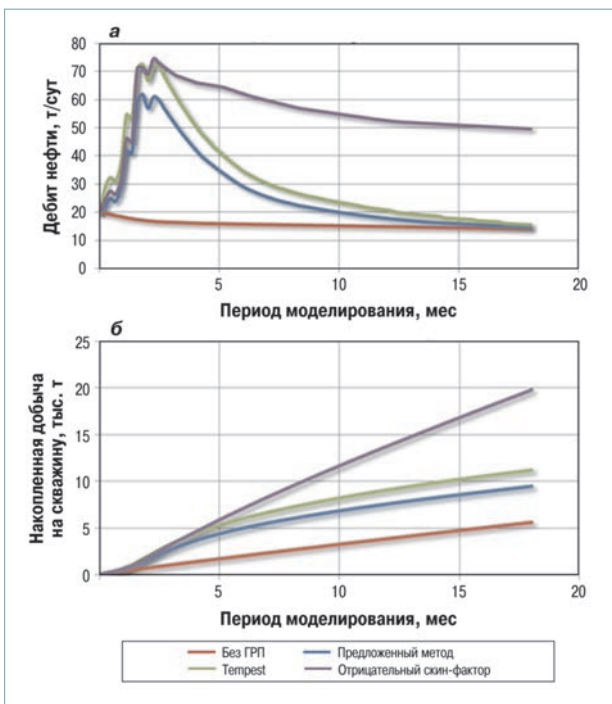 а
Дебит нефти, т/сут
80
70
60
50
40
30
20
10
0
5
10
15
20
Период моделирования, мес
б
Накопленная добыча
на скважину, тыс. т
25
20
15
10
5
0
5
10
15
20
Период моделирования, мес
Без ГРП
Предложенный метод
Tempest
Отрицательный скин-фактор